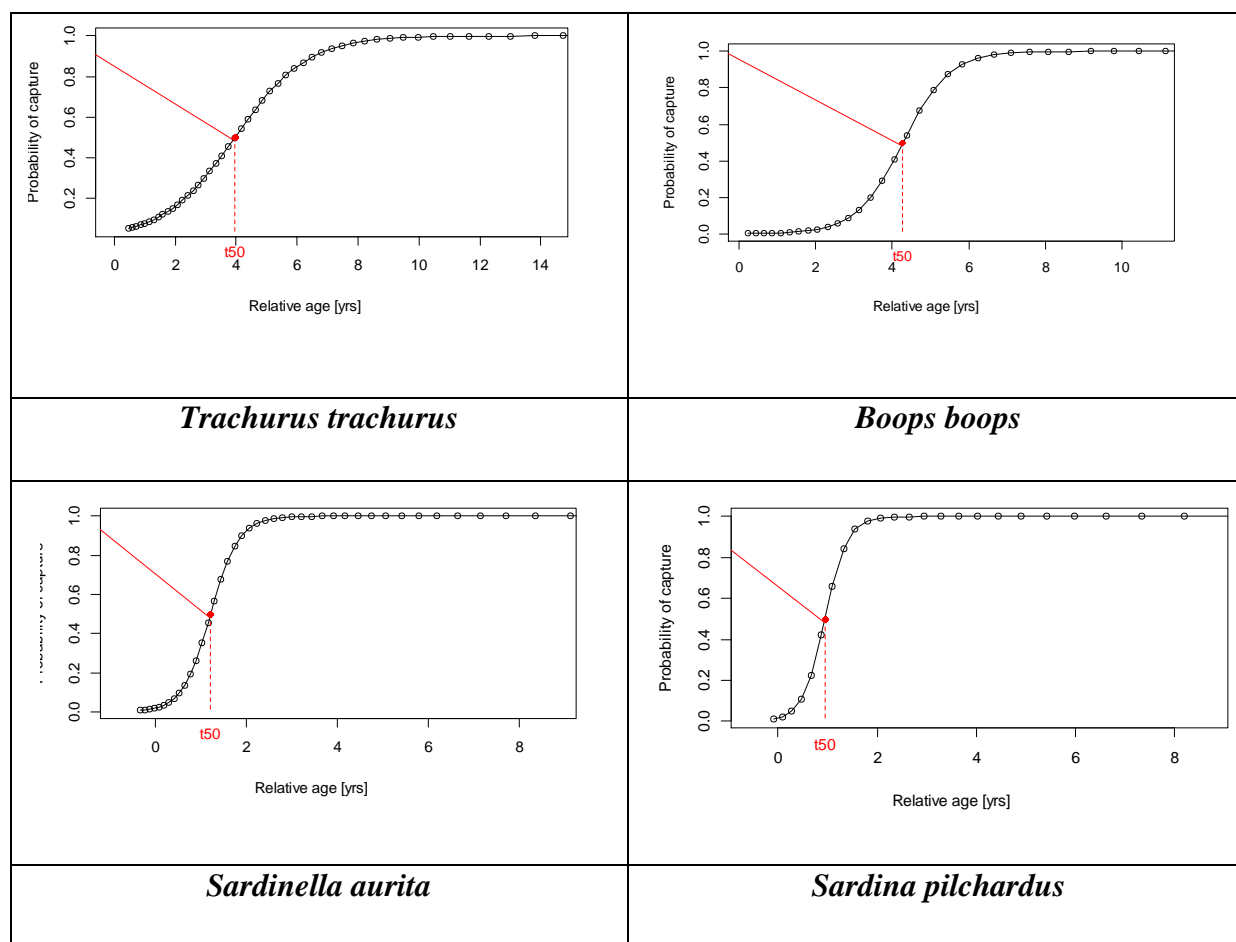 Probability of capture
1.0
0.8
0.6
0.4
0.2
0
2
4
6
8
10
12
14
t50
Relative age [yrs]
Trachurus trachurus
Probability of capture
1.0
0.8
0.6
0.4
0.2
0.0
0
2
4
6
8
10
t50
Relative age [yrs]
Boops boops
Probability of capture
1.0
0.8
0.6
0.4
0.2
0.0
0
2
4
6
8
t50
Relative age [yrs]
Sardinella aurita
Probability of capture
1.0
0.8
0.6
0.4
0.2
0.0
0
2
4
6
8
t50
Relative age [yrs]
Sardina pilchardus